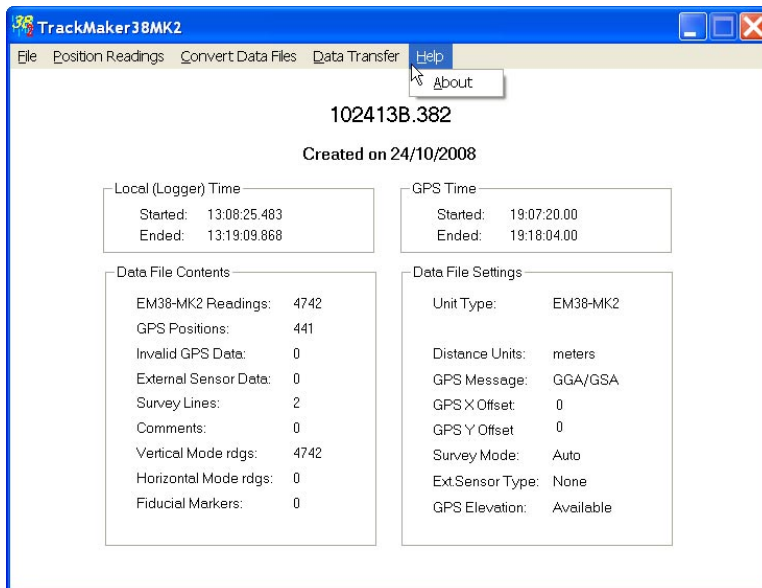 TrackMaker38MK2
File Position Readings Convert Data Files Data Transfer Help
About
102413B.382
Created on 24/10/2008
Local (Logger) Time
Started: 13:08:25.483
Ended: 13:19:09.868
GPS Time
Started: 19:07:20.00
Ended: 19:18:04.00
Data File Contents
EM38-MK2 Readings: 4742
GPS Positions: 441
Invalid GPS Data: 0
External Sensor Data: 0
Survey Lines: 2
Comments: 0
Vertical Mode rdgs: 4742
Horizontal Mode rdgs: 0
Fiducial Markers: 0
Data File Settings
Unit Type: EM38-MK2
Distance Units: meters
GPS Message: GGA/GSA
GPS X Offset: 0
GPS Y Offset 0
Survey Mode: Auto
Ext.Sensor Type: None
GPS Elevation: Available